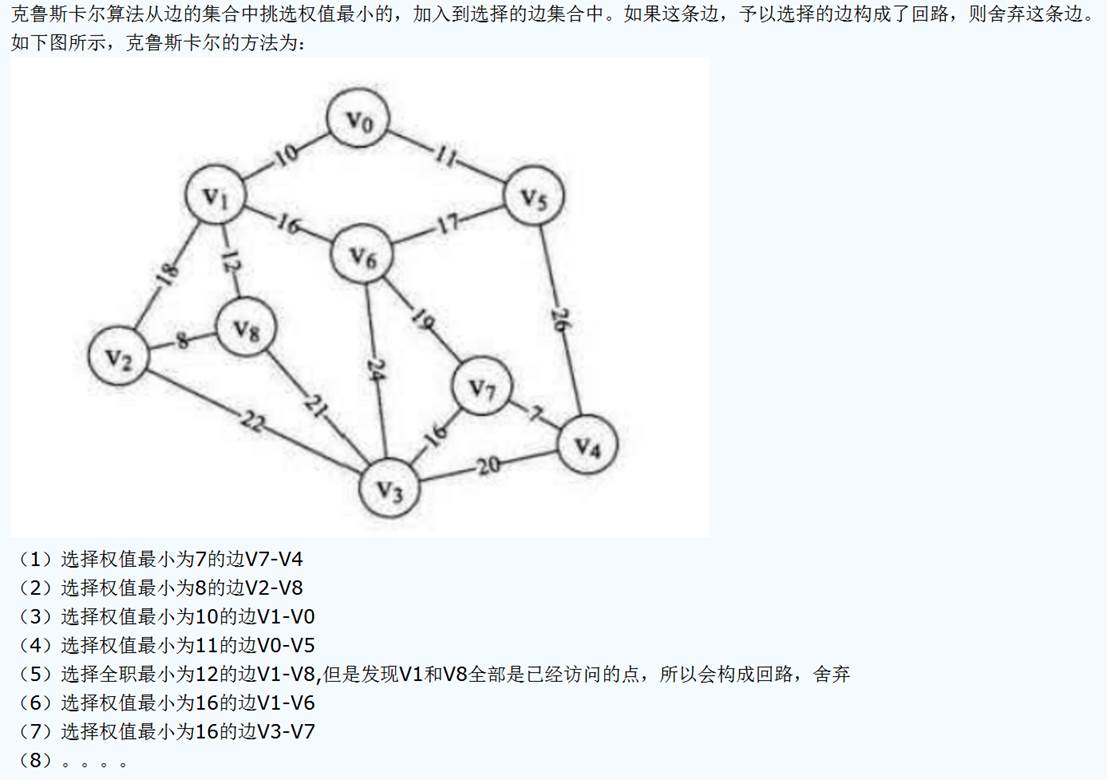 克鲁斯卡尔算法从边的集合中挑选权值最小的，加入到选择的边集合中。如果这条边，予以选择的边构成了回路，则舍弃这条边。
如下图所示，克鲁斯卡尔的方法为：
V0
10
11
V1
V5
16
17
V6
18
12
V8
8
V2
19
26
24
V7
21
22
7
16
V4
20
V3
（1）选择权值最小为7的边V7-V4
（2）选择权值最小为8的边V2-V8
（3）选择权值最小为10的边V1-V0
（4）选择权值最小为11的边V0-V5
（5）选择全职最小为12的边V1-V8,但是发现V1和V8全部是已经访问的点，所以会构成回路，舍弃
（6）选择权值最小为16的边V1-V6
（7）选择权值最小为16的边V3-V7
（8）。。。。